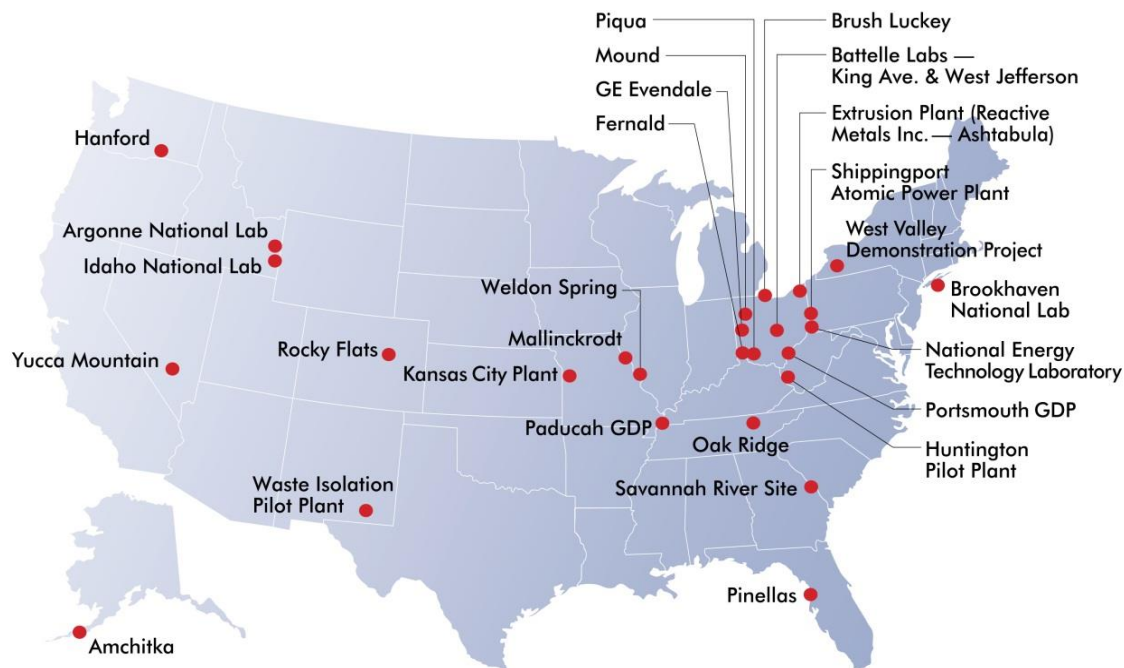 Piqua
Mound
GE Evendale
Fernald
Brush Luckey
Battelle Labs —
King Ave. & West Jefferson
Extrusion Plant (Reactive
Metals Inc. — Ashtabula)
Shippingport
Atomic Power Plant
West Valley
Demonstration Project
Brookhaven
National Lab
National Energy
Technology Laboratory
Portsmouth GDP
Huntington
Pilot Plant
Hanford
Argonne National Lab
Idaho National Lab
Yucca Mountain
Rocky Flats
Weldon Spring
Mallinckrodt
Kansas City Plant
Paducah GDP
Oak Ridge
Waste Isolation
Pilot Plant
Savannah River Site
Pinellas
Amchitka